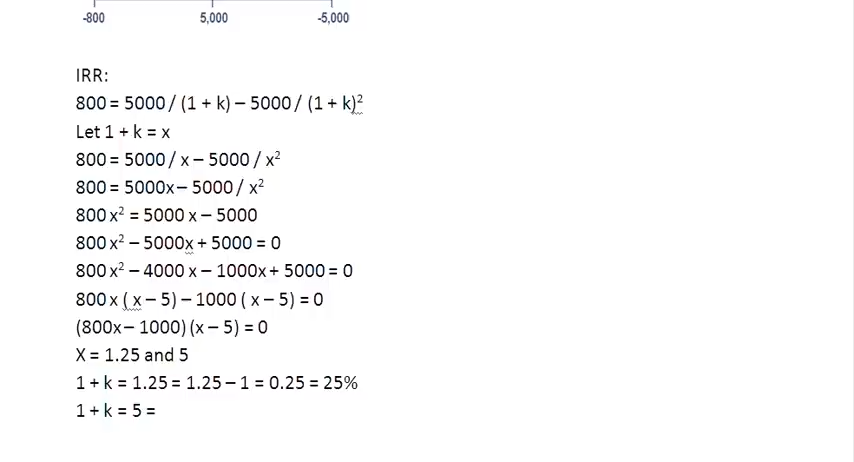 -800 5,000 -5,000
IRR:
800 = 5000 / (1 + k) – 5000 / (1 + k)²
Let 1 + k = x
800 = 5000 / x – 5000 / x²
800 = 5000x – 5000 / x²
800 x² = 5000 x – 5000
800 x² – 5000x + 5000 = 0
800 x² – 4000 x – 1000x + 5000 = 0
800 x ( x – 5) – 1000 ( x – 5) = 0
(800x – 1000) (x – 5) = 0
X = 1.25 and 5
1 + k = 1.25 = 1.25 – 1 = 0.25 = 25%
1 + k = 5 =